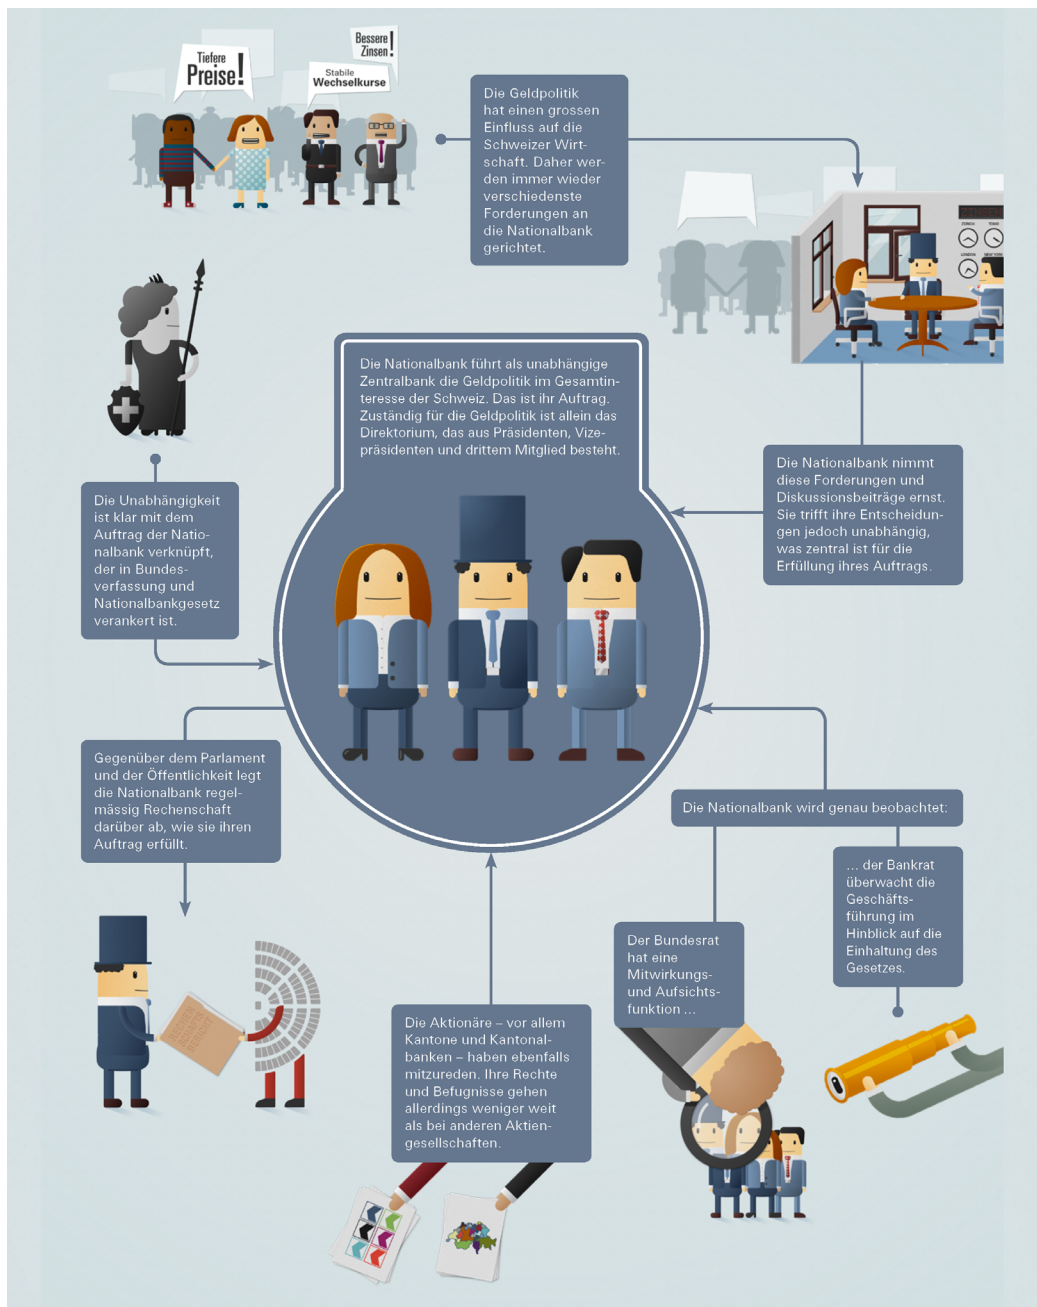 Tiefere
Preise!
Bessere
Zinsen!
Stabile
Wechselkurse
Die Geldpolitik
hat einen grossen
Einfluss auf die
Schweizer Wirt-
schaft. Daher wer-
den immer wieder
verschiedenste
Forderungen an
die Nationalbank
gerichtet.
ZÜRICH
TOKIO
LONDON
NEW YORK
Die Nationalbank führt als unabhängige
Zentralbank die Geldpolitik im Gesamtin-
teresse der Schweiz. Das ist ihr Auftrag.
Zuständig für die Geldpolitik ist allein das
Direktorium, das aus Präsidenten, Vize-
präsidenten und drittem Mitglied besteht.
Die Nationalbank nimmt
diese Forderungen und
Diskussionsbeiträge ernst.
Sie trifft ihre Entscheidun-
gen jedoch unabhängig,
was zentral ist für die
Erfüllung ihres Auftrags.
Die Unabhängigkeit
ist klar mit dem
Auftrag der Natio-
nalbank verknüpft,
der in Bundes-
verfassung und
Nationalbankgesetz
verankert ist.
Gegenüber dem Parlament
und der Öffentlichkeit legt
die Nationalbank regel-
mässig Rechenschaft
darüber ab, wie sie ihren
Auftrag erfüllt.
Die Nationalbank wird genau beobachtet:
... der Bankrat
überwacht die
Geschäfts-
führung im
Hinblick auf die
Einhaltung des
Gesetzes.
Der Bundesrat
hat eine
Mitwirkungs-
und Aufsichts-
funktion ...
RECHEN
SCHAFTS
BERICHT
Die Aktionäre – vor allem
Kantone und Kantonal-
banken – haben ebenfalls
mitzureden. Ihre Rechte
und Befugnisse gehen
allerdings weniger weit
als bei anderen Aktien-
gesellschaften.